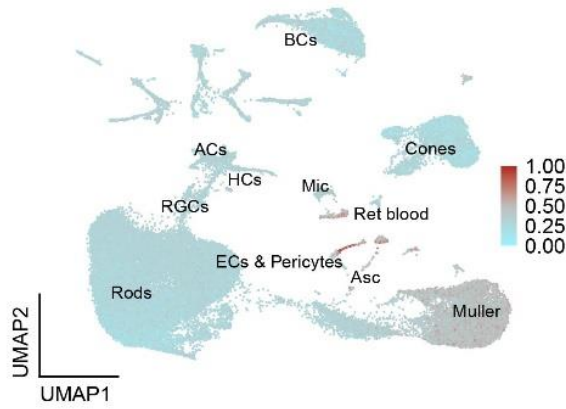 BCs
ACs
Cones
HCs
Mic
RGCs
Ret blood
1.00
0.75
0.50
0.25
0.00
ECs & Pericytes
Asc
Rods
Muller
UMAP2
UMAP1